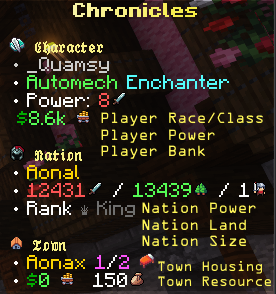 Chronicles
Character
• _Quamsy
• Automech Enchanter
• Power: 8
$8.6k
Player Race/Class
Player Power
Player Bank
Nation
• Aonal
• 12431 / 13439 / 1
• Rank King
Nation Power
Nation Land
Nation Size
Town
• Aonax 1/2
• $0 150
Town Housing
Town Resource